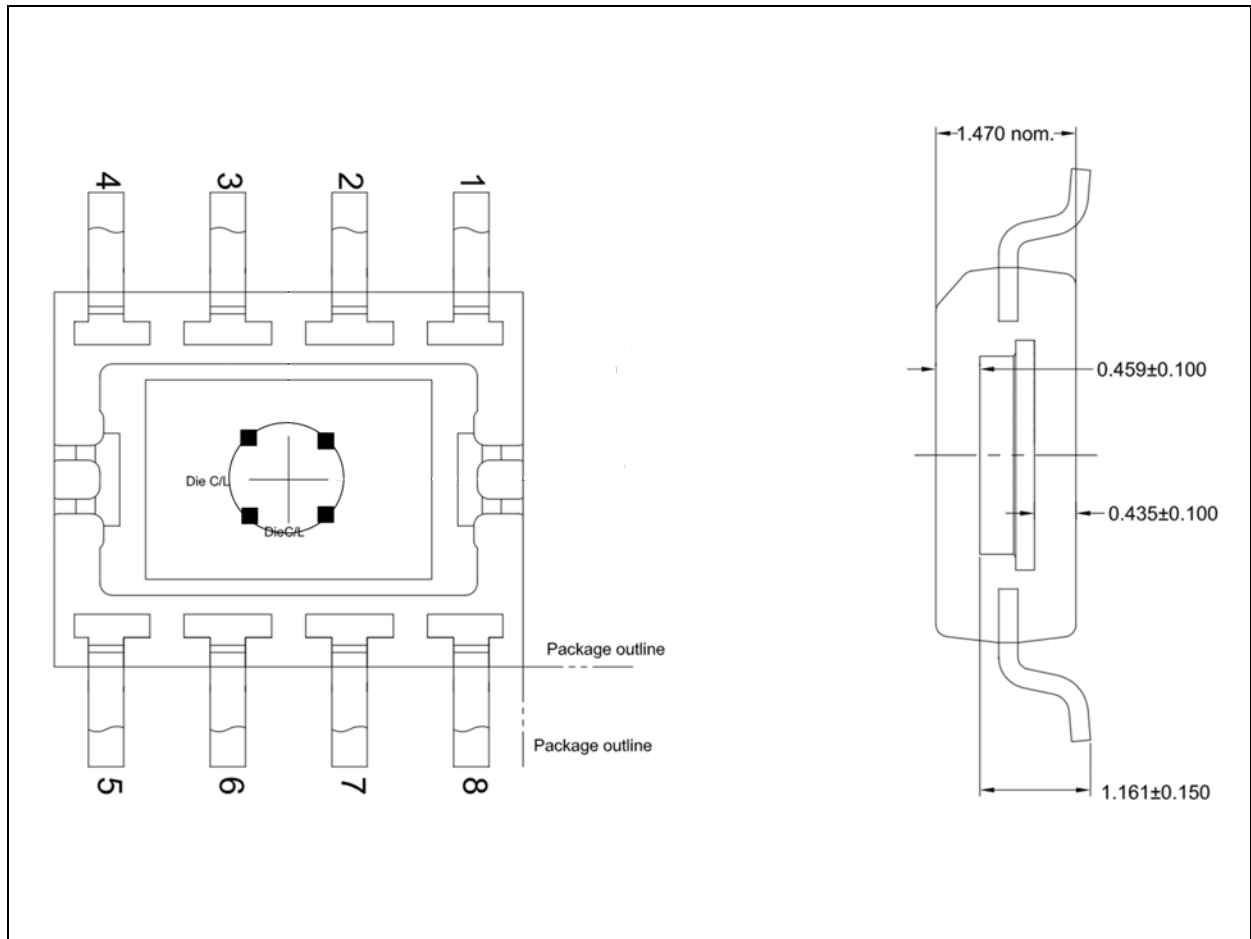 4 3 2 1
Die C/L
DieC/L
5 6 7 8
Package outline
Package outline
1.470 nom.
0.459±0.100
0.435±0.100
1.161±0.150